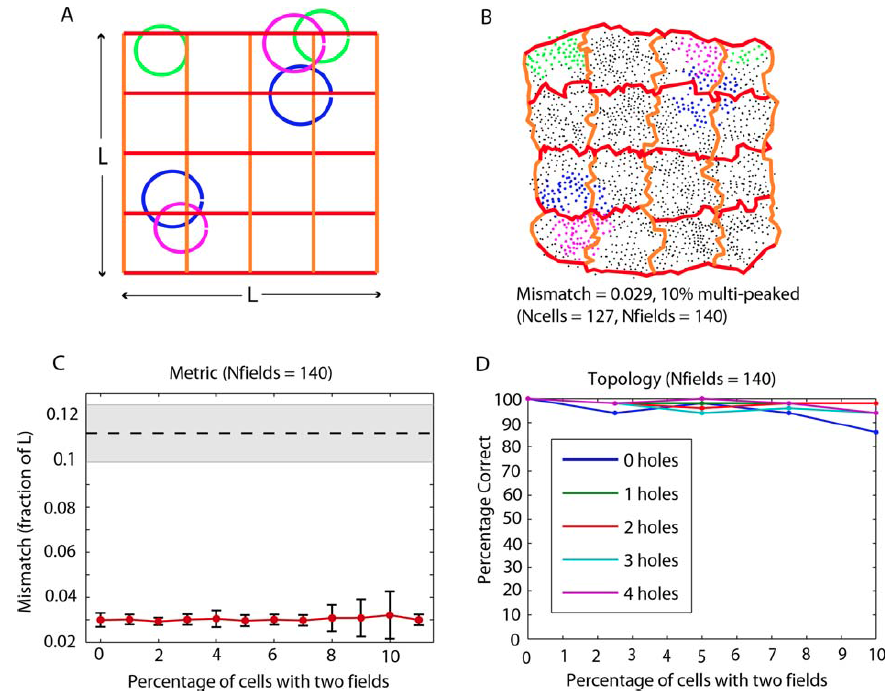 A
L
L
B
Mismatch = 0.029, 10% multi-peaked
(Ncells = 127, Nfields = 140)
C
Metric (Nfields = 140)
Mismatch (fraction of L)
0.12
0.1
0.08
0.06
0.04
0.02
0 2 4 6 8 10
Percentage of cells with two fields
D
Topology (Nfields = 140)
Percentage Correct
100
90
80
70
60
50
40
30
20
10
0
0 holes
1 holes
2 holes
3 holes
4 holes
0 1 2 3 4 5 6 7 8 9 10
Percentage of cells with two fields